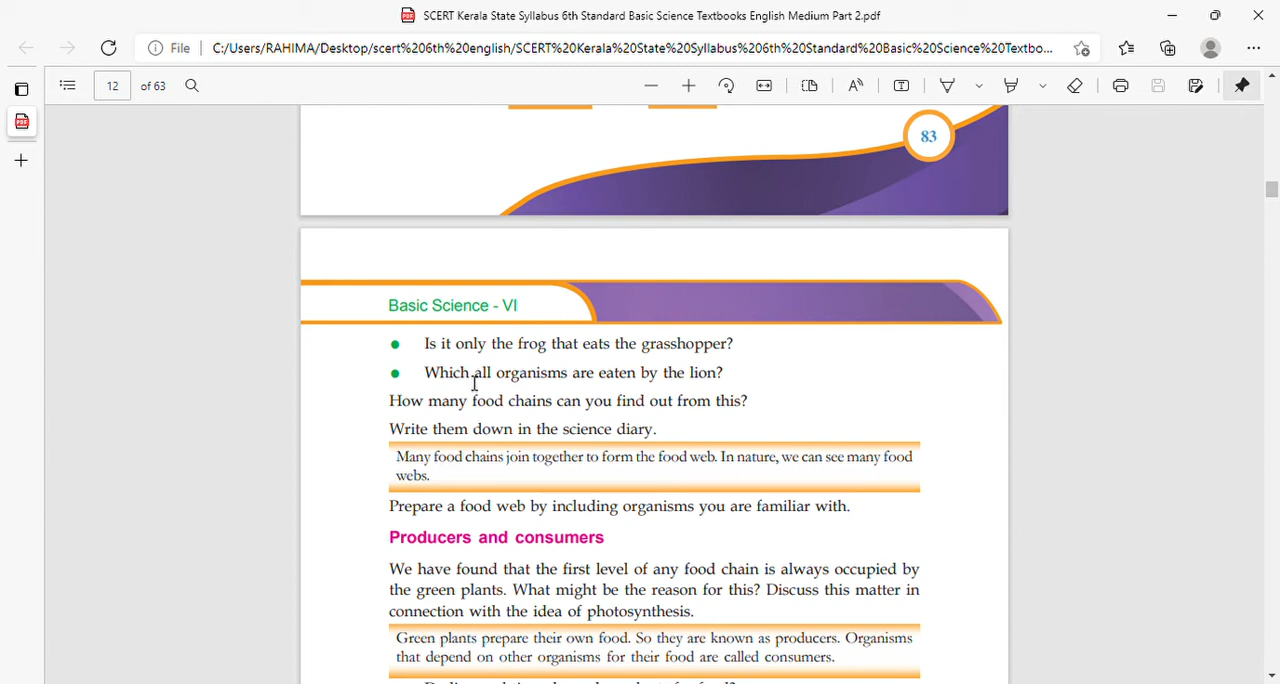 SCERT Kerala State Syllabus 6th Standard Basic Science Textbooks English Medium Part 2.pdf
File | C:/Users/RAHIMA/Desktop/scert%206th%20english/SCERT%20Kerala%20State%20Syllabus%206th%20Standard%20Basic%20Science%20Textbo...
12 of 63
83
Basic Science - VI
Is it only the frog that eats the grasshopper?
Which all organisms are eaten by the lion?
How many food chains can you find out from this?
Write them down in the science diary.
Many food chains join together to form the food web. In nature, we can see many food
webs.
Prepare a food web by including organisms you are familiar with.
Producers and consumers
We have found that the first level of any food chain is always occupied by
the green plants. What might be the reason for this? Discuss this matter in
connection with the idea of photosynthesis.
Green plants prepare their own food. So they are known as producers. Organisms
that depend on other organisms for their food are called consumers.